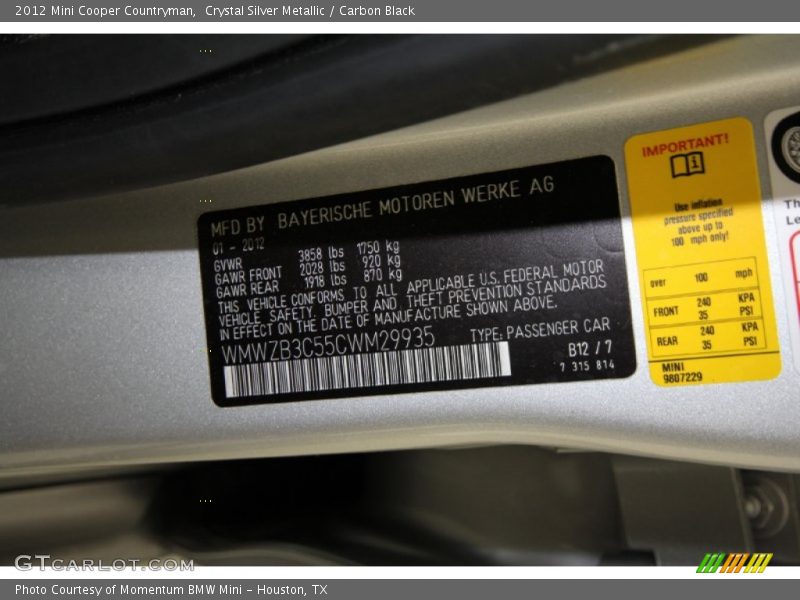 2012 Mini Cooper Countryman,  Crystal Silver Metallic / Carbon Black
MFD BY BAYERISCHE MOTOREN WERKE AG
01 - 2012
GVWR 3858 lbs 1750 kg
GAWR FRONT 2028 lbs 920 kg
GAWR REAR 1918 lbs 870 kg
THIS VEHICLE CONFORMS TO ALL APPLICABLE U.S. FEDERAL MOTOR
VEHICLE SAFETY, BUMPER AND THEFT PREVENTION STANDARDS
IN EFFECT ON THE DATE OF MANUFACTURE SHOWN ABOVE.
WMWZB3C55CWM29935 TYPE: PASSENGER CAR
B12 / 7
7 315 814
IMPORTANT!
Use inflation
pressure specified
above up to
100 mph only!
over 100 mph
FRONT 240 KPA
35 PSI
REAR 240 KPA
35 PSI
MINI
9807229
Th
Le
GTcarlot.com
Photo Courtesy of Momentum BMW Mini - Houston, TX